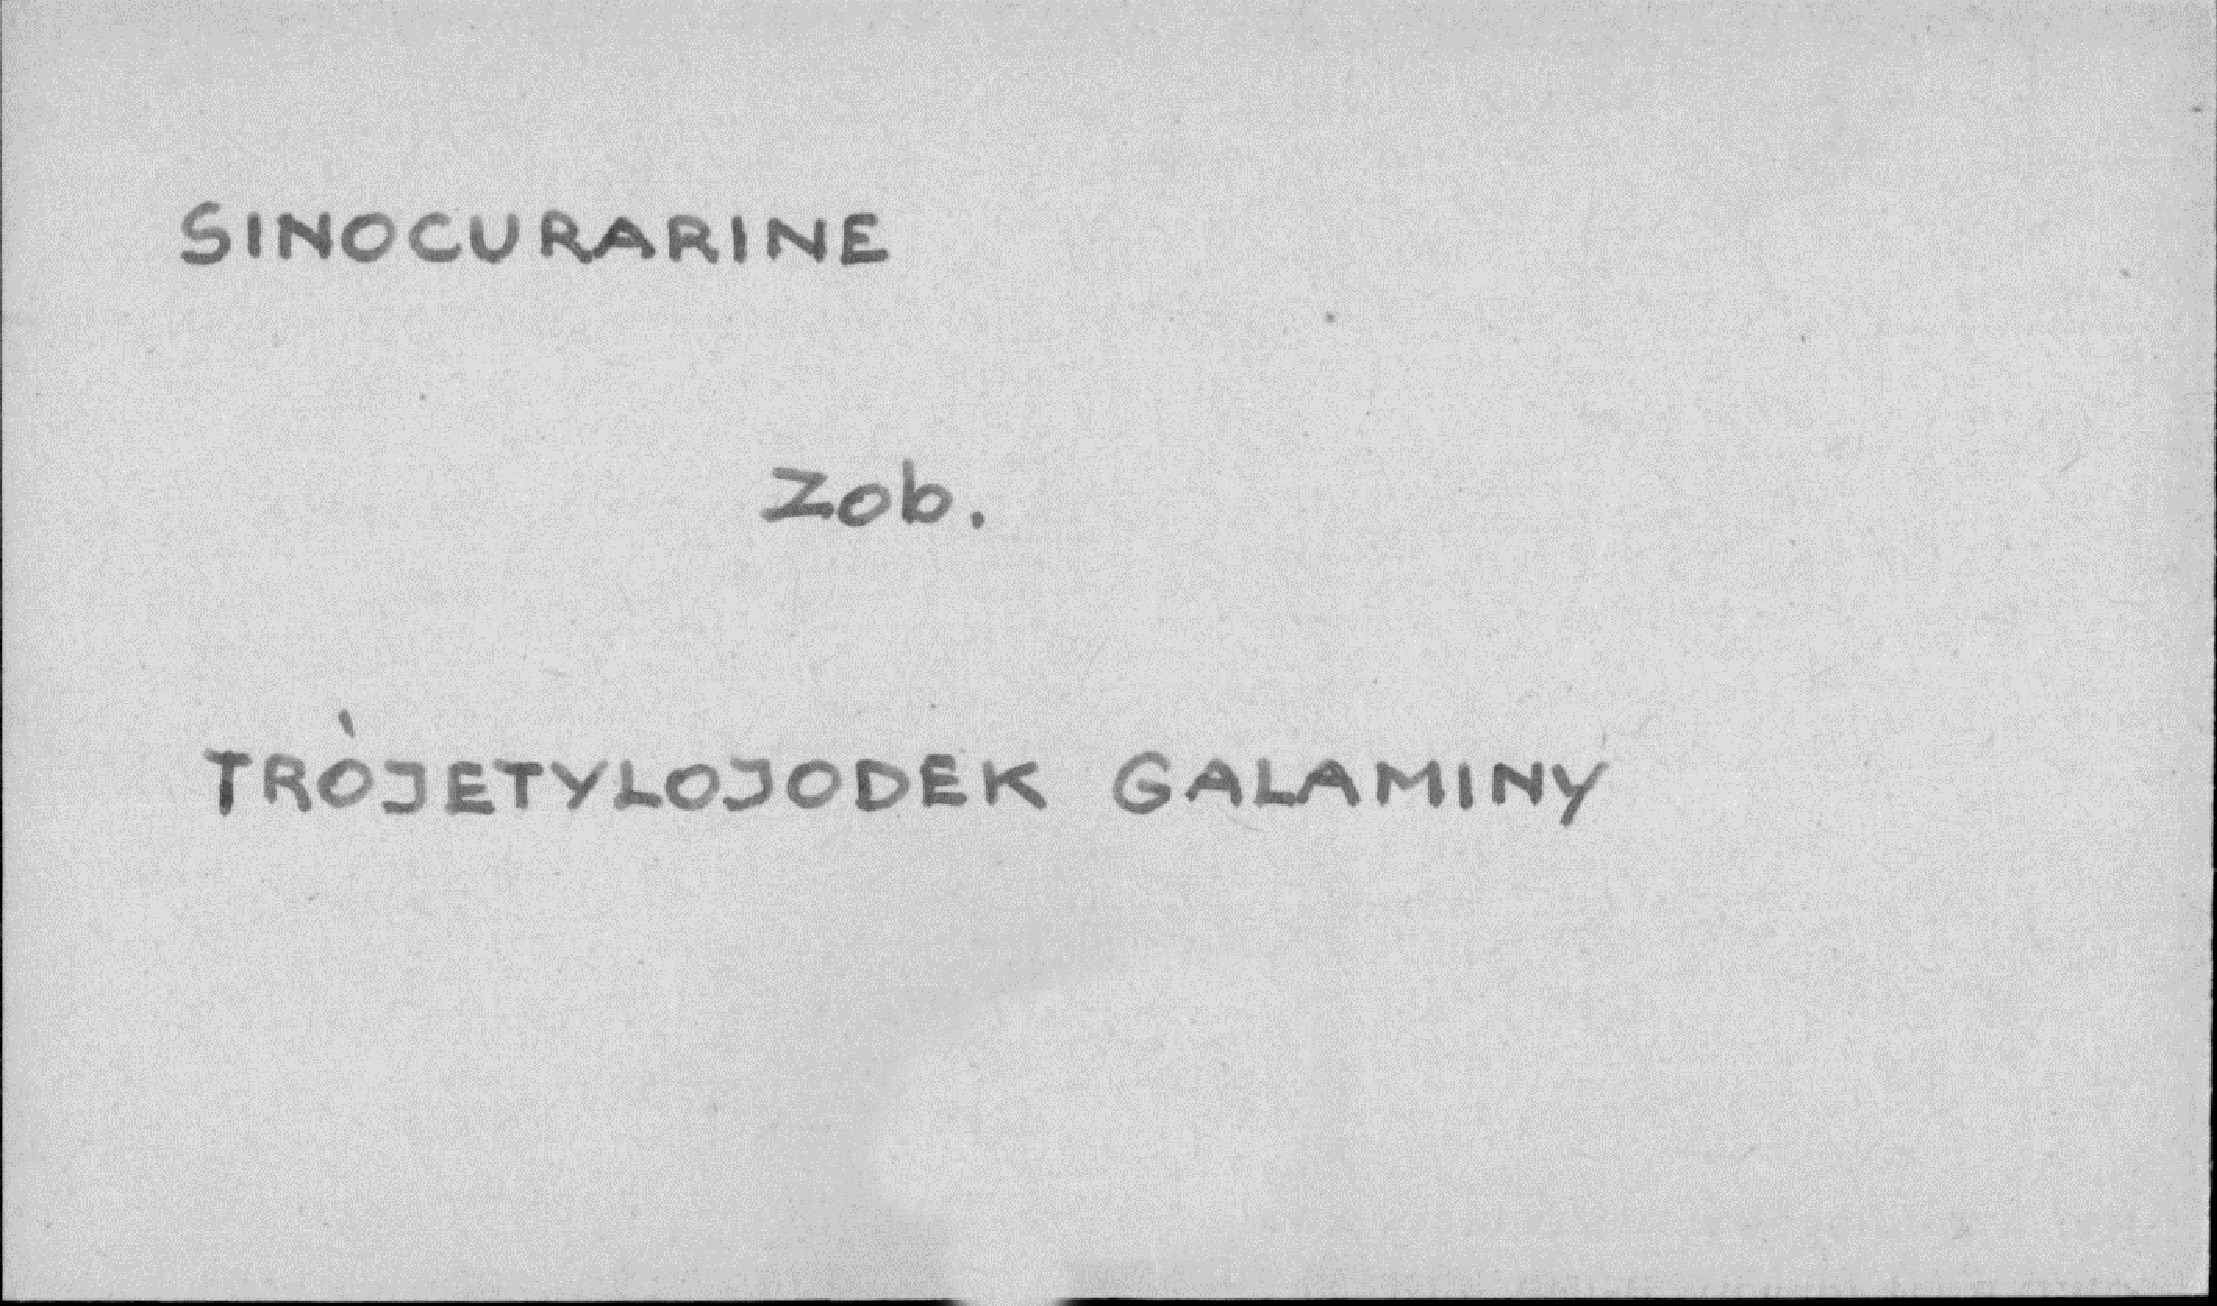 SINOCURARINE
Zob.
TRÒJETYLOJODEK GALAMINY